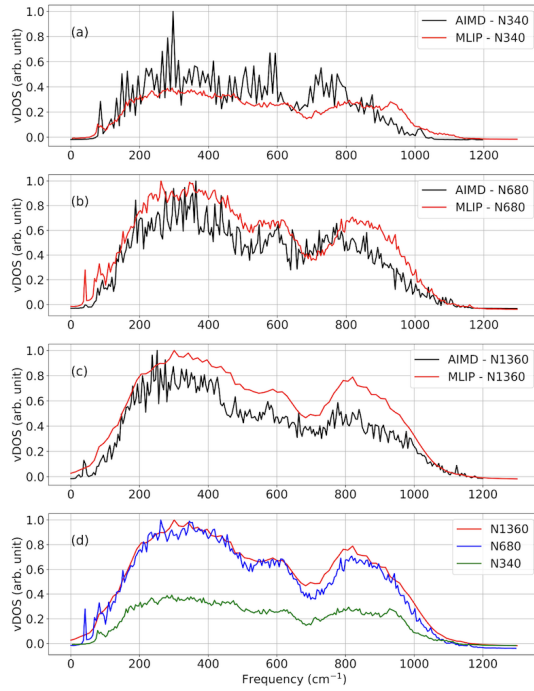 (a)
AIMD - N340
MLIP - N340
vDOS (arb. unit)
1.0
0.8
0.6
0.4
0.2
0.0
0 200 400 600 800 1000 1200
(b)
AIMD - N680
MLIP - N680
vDOS (arb. unit)
1.0
0.8
0.6
0.4
0.2
0.0
0 200 400 600 800 1000 1200
(c)
AIMD - N1360
MLIP - N1360
vDOS (arb. unit)
1.0
0.8
0.6
0.4
0.2
0.0
0 200 400 600 800 1000 1200
(d)
N1360
N680
N340
vDOS (arb. unit)
1.0
0.8
0.6
0.4
0.2
0.0
0 200 400 600 800 1000 1200
Frequency (cm⁻¹)